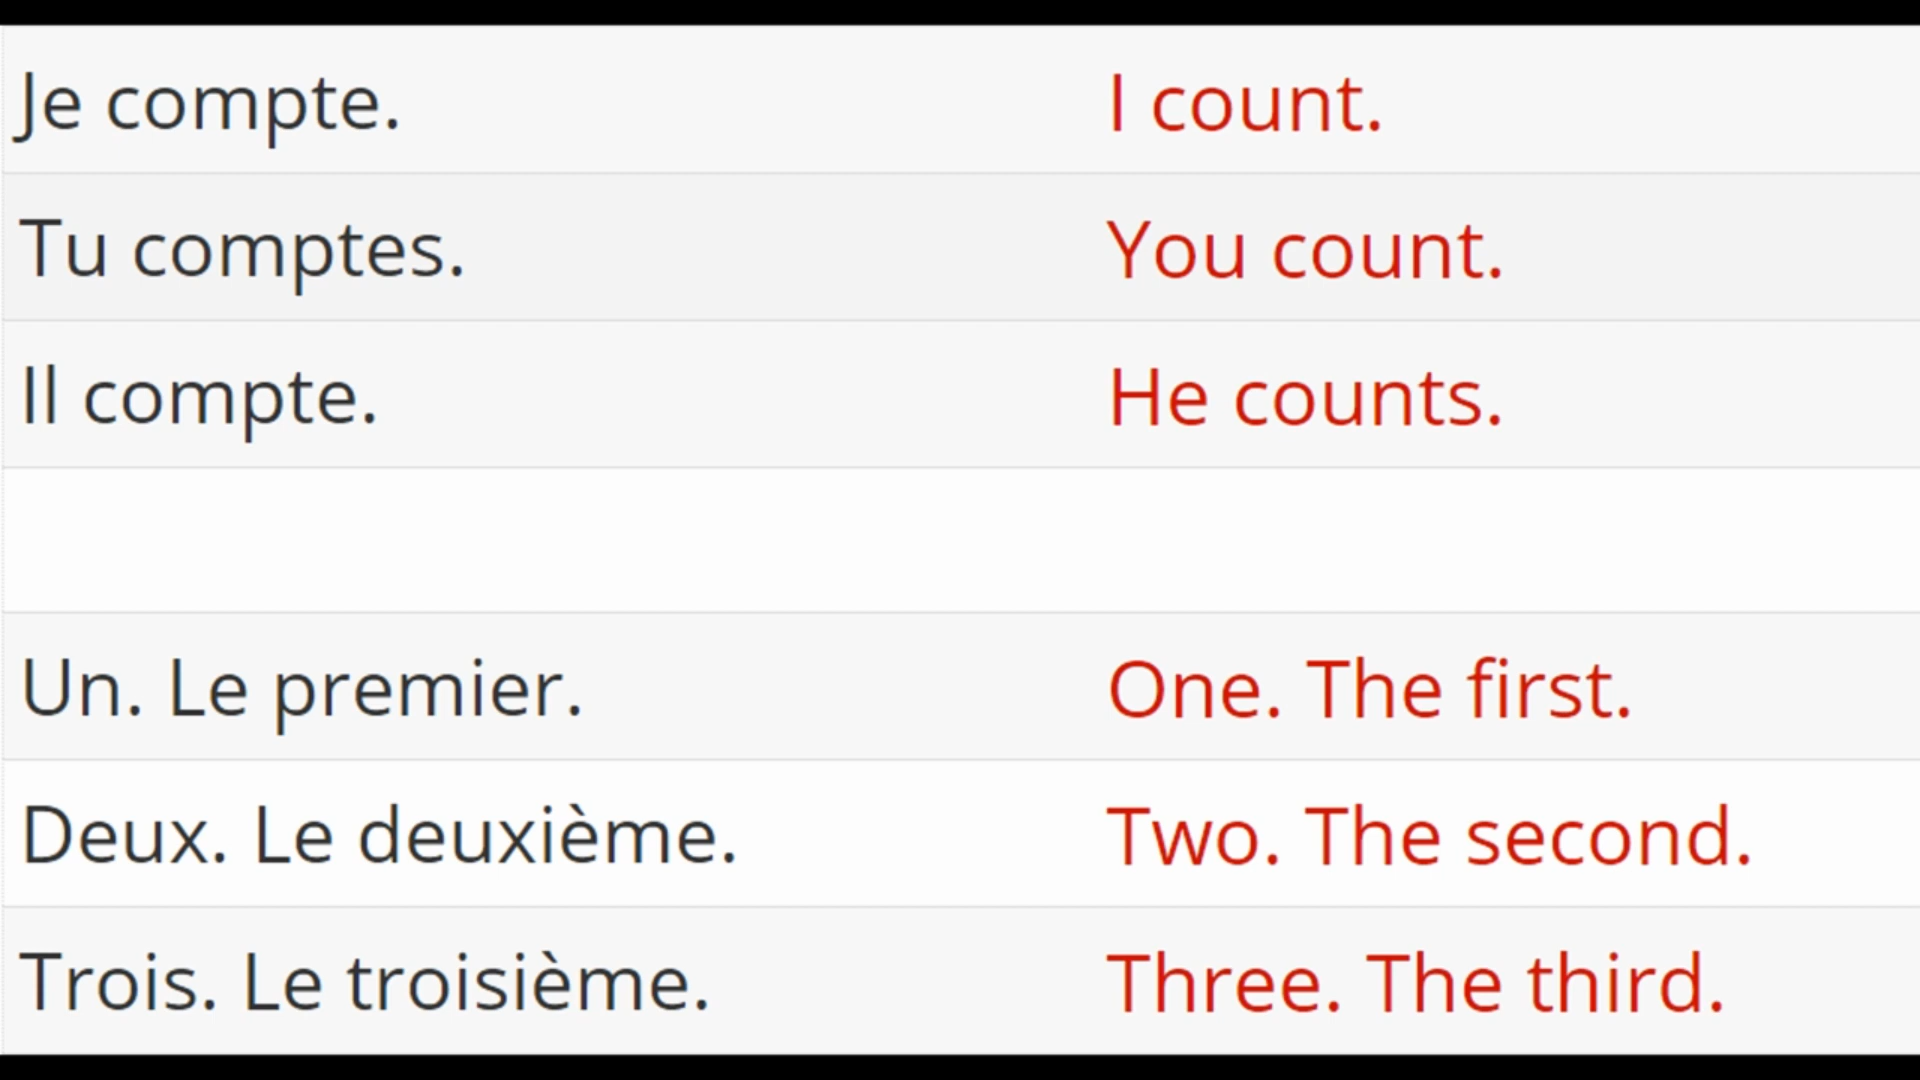 Je compte. I count.
Tu comptes. You count.
Il compte. He counts.
Un. Le premier. One. The first.
Deux. Le deuxième. Two. The second.
Trois. Le troisième. Three. The third.